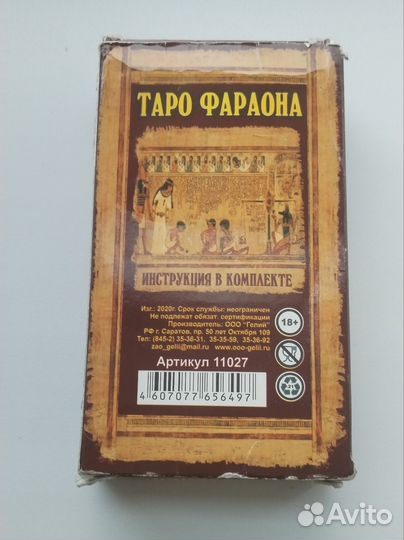 ТАРО ФАРАОНА
ИНСТРУКЦИЯ В КОМПЛЕКТЕ
Изг.: 2020г. Срок службы: неограничен
Не подлежат обязат. сертификации
Производитель: ООО "Гелий"
РФ г. Саратов, пр. 50 лет Октября 109
Тел: (845-2) 35-36-31, 35-35-59, 35-36-92
zao_gelii@mail.ru www.ooo-gelii.ru
Артикул 11027
4 607077 656497
18+
21
Avito